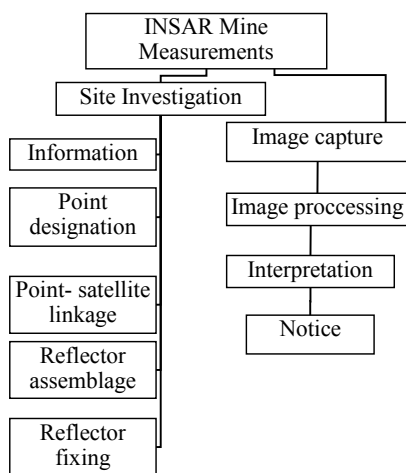 INSAR Mine
Measurements
Site Investigation
Information
Point
designation
Point- satellite
linkage
Reflector
assemblage
Reflector
fixing
Image capture
Image proccessing
Interpretation
Notice